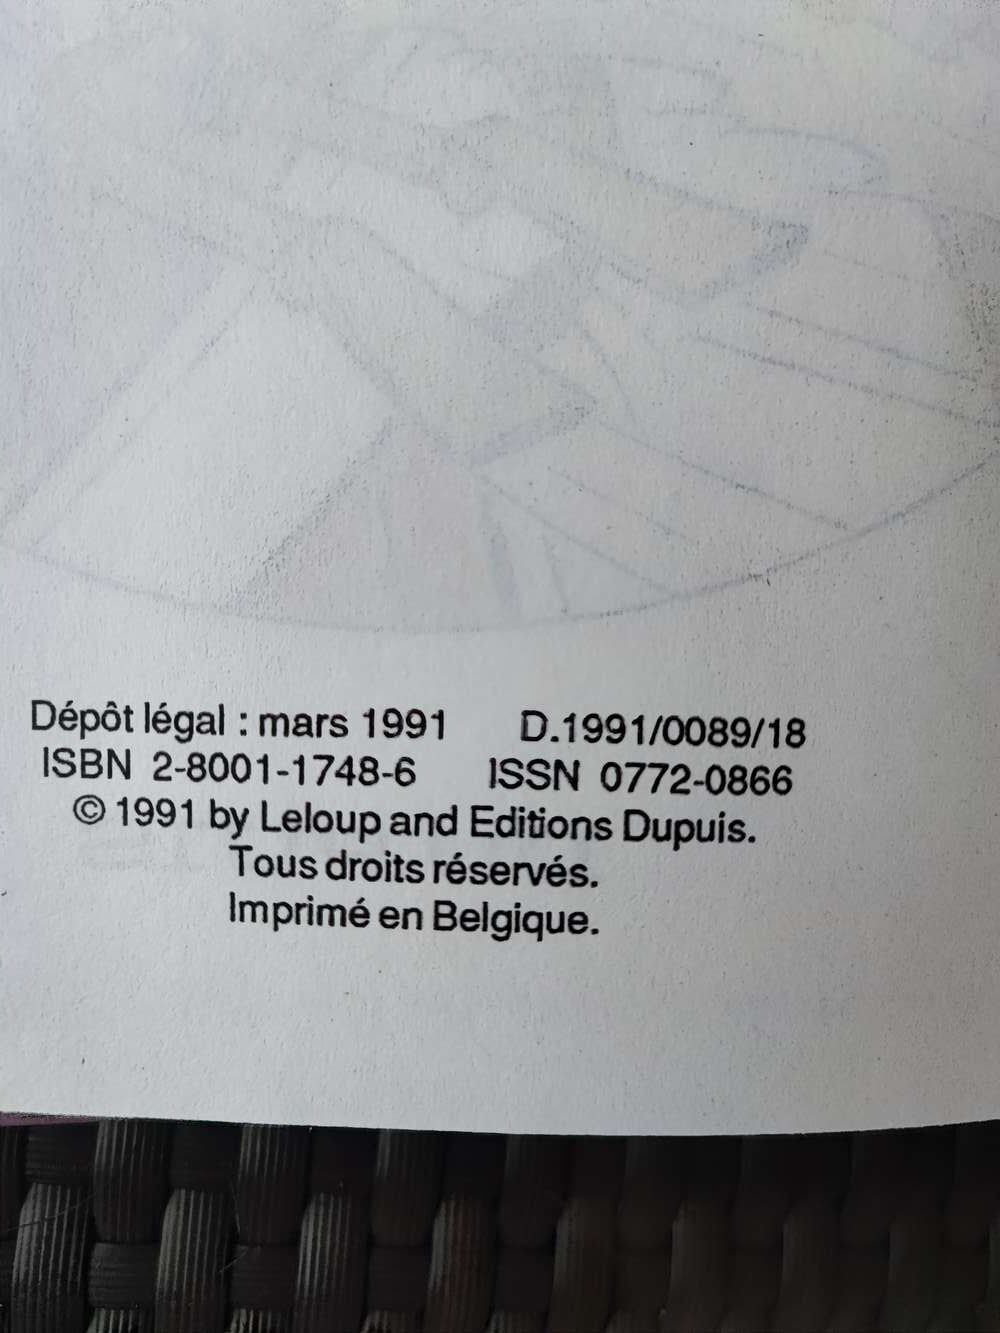 Dépôt légal : mars 1991 D.1991/0089/18
ISBN 2-8001-1748-6 ISSN 0772-0866
© 1991 by Leloup and Editions Dupuis.
Tous droits réservés.
Imprimé en Belgique.